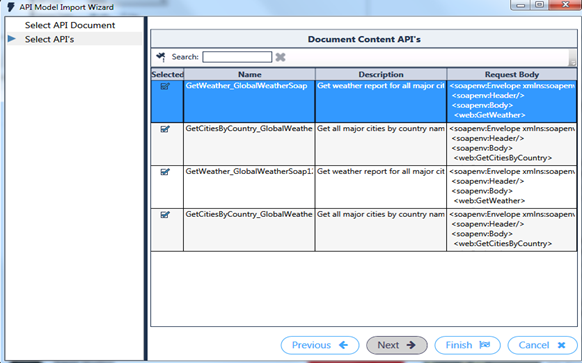 API Model Import Wizard
Select API Document
Select API's
Document Content API's
Search:
Selected Name Description Request Body
GetWeather_GlobalWeatherSoap Get weather report for all major cit <soapenv:Envelope xmlns:soapenv
<soapenv:Header/>
<soapenv:Body>
<web:GetWeather>
GetCitiesByCountry_GlobalWeathe Get all major cities by country nam <soapenv:Envelope xmlns:soapenv
<soapenv:Header/>
<soapenv:Body>
<web:GetCitiesByCountry>
GetWeather_GlobalWeatherSoap12 Get weather report for all major cit <soapenv:Envelope xmlns:soapenv
<soapenv:Header/>
<soapenv:Body>
<web:GetWeather>
GetCitiesByCountry_GlobalWeathe Get all major cities by country nam <soapenv:Envelope xmlns:soapenv
<soapenv:Header/>
<soapenv:Body>
<web:GetCitiesByCountry>
Previous Next Finish Cancel